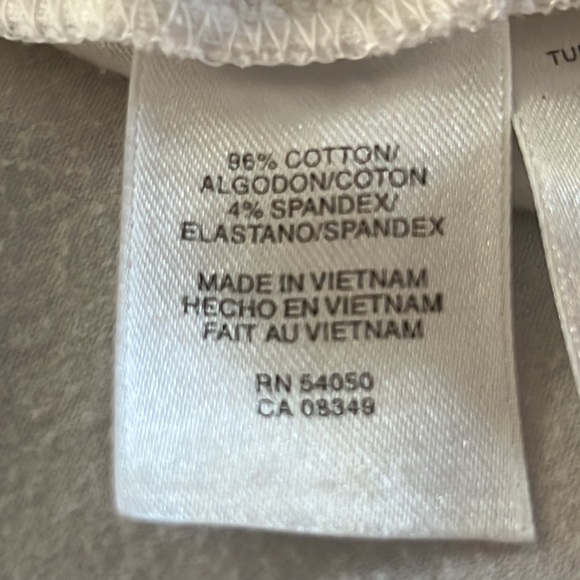 96% COTTON/
ALGODON/COTON
4% SPANDEX/
ELASTANO/SPANDEX
MADE IN VIETNAM
HECHO EN VIETNAM
FAIT AU VIETNAM
RN 54050
CA 08349